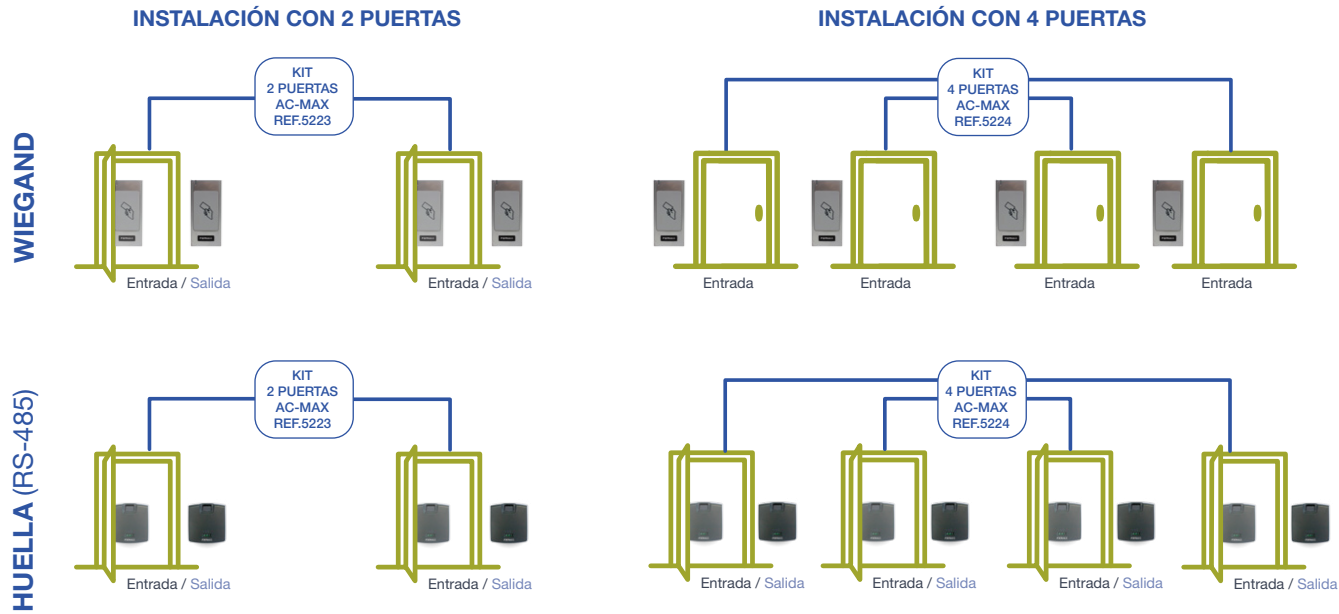 INSTALACIÓN CON 2 PUERTAS
INSTALACIÓN CON 4 PUERTAS
WIEGAND
KIT
2 PUERTAS
AC-MAX
REF.5223
Entrada / Salida
Entrada / Salida
KIT
4 PUERTAS
AC-MAX
REF.5224
Entrada
Entrada
Entrada
Entrada
HUELLA (RS-485)
KIT
2 PUERTAS
AC-MAX
REF.5223
Entrada / Salida
Entrada / Salida
KIT
4 PUERTAS
AC-MAX
REF.5224
Entrada / Salida
Entrada / Salida
Entrada / Salida
Entrada / Salida